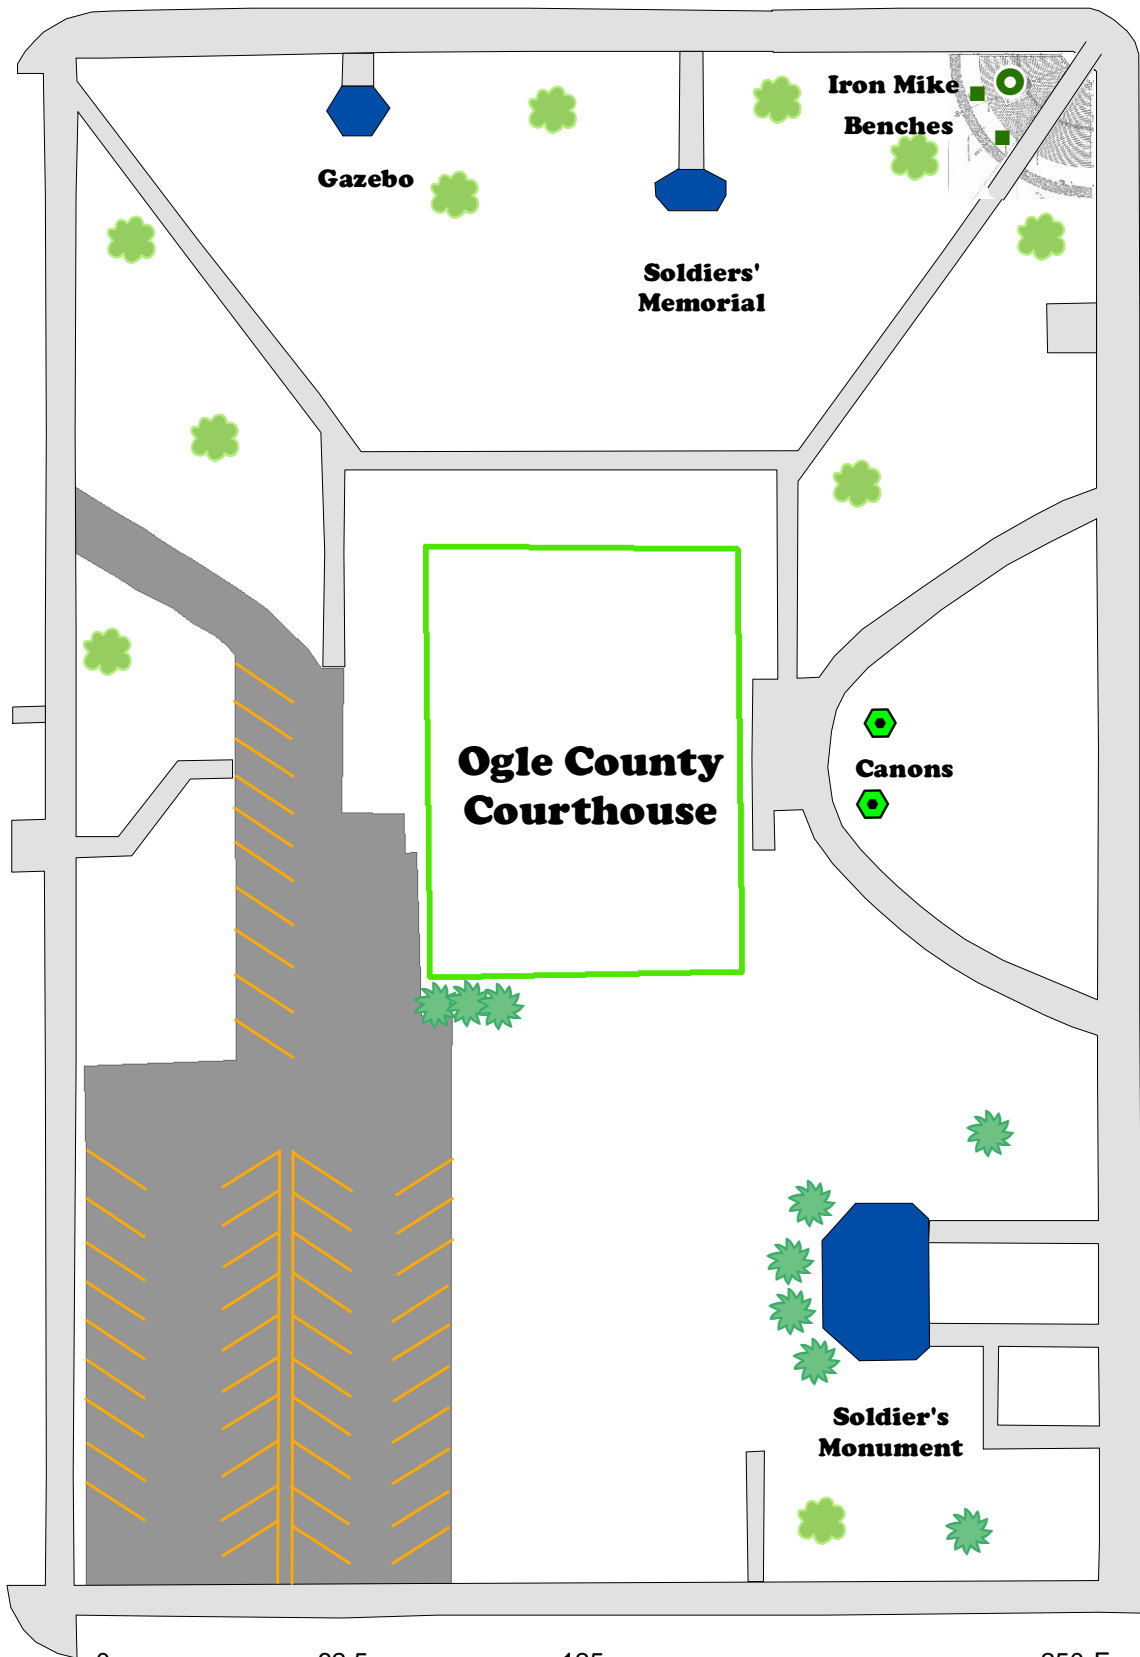 Iron Mike
Benches
Gazebo
Soldiers'
Memorial
Ogle County
Courthouse
Canons
Soldier's
Monument